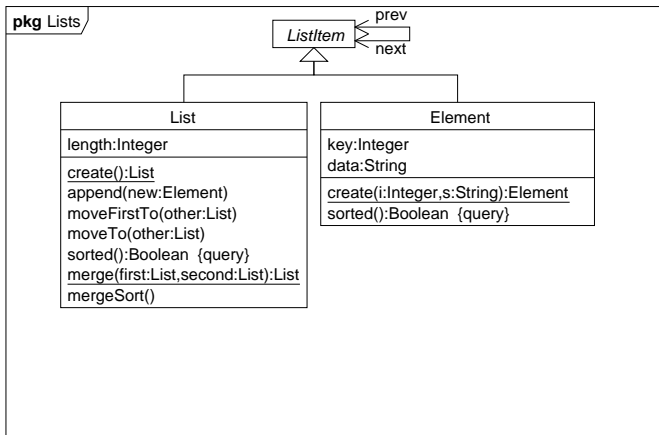 pkg Lists
prev
ListItem
next
List
length:Integer
create():List
append(new:Element)
moveFirstTo(other:List)
moveTo(other:List)
sorted():Boolean {query}
merge(first:List,second:List):List
mergeSort()
Element
key:Integer
data:String
create(i:Integer,s:String):Element
sorted():Boolean {query}